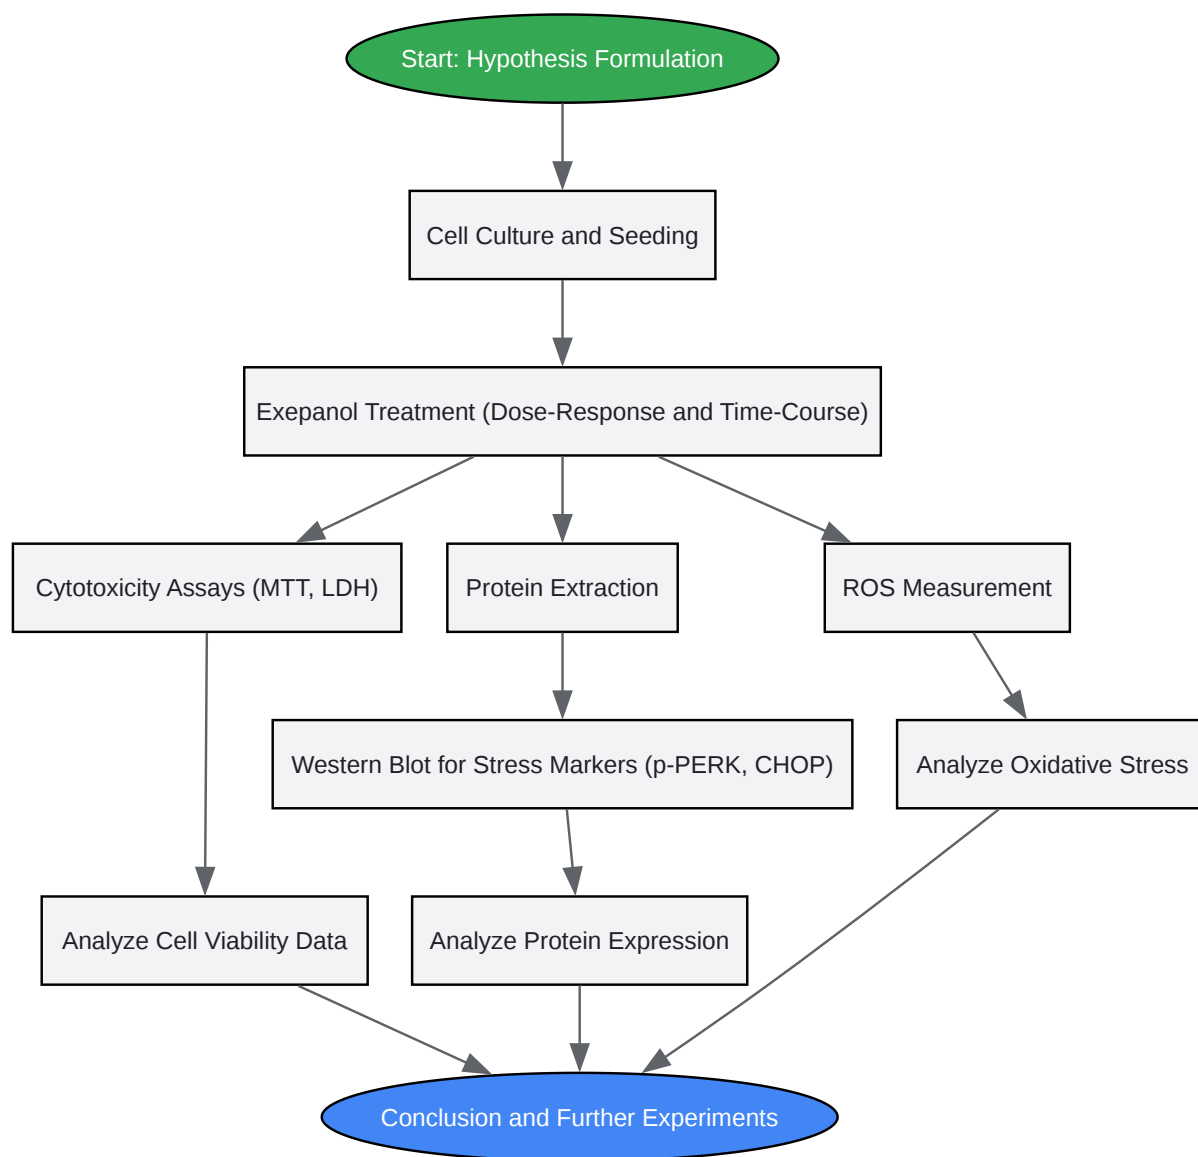 Start: Hypothesis Formulation
Cell Culture and Seeding
Exepanol Treatment (Dose-Response and Time-Course)
Cytotoxicity Assays (MTT, LDH)
Protein Extraction
ROS Measurement
Western Blot for Stress Markers (p-PERK, CHOP)
Analyze Oxidative Stress
Analyze Cell Viability Data
Analyze Protein Expression
Conclusion and Further Experiments